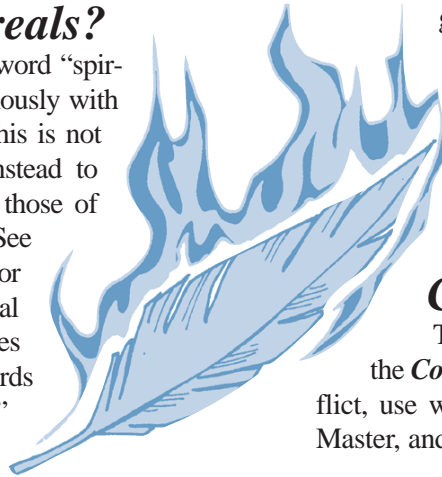 reals?
word “spir-
ously with
his is not
nstead to
those of
See
or
al
es
rds
”
g
C
T
the Co
flict, use w
Master, and